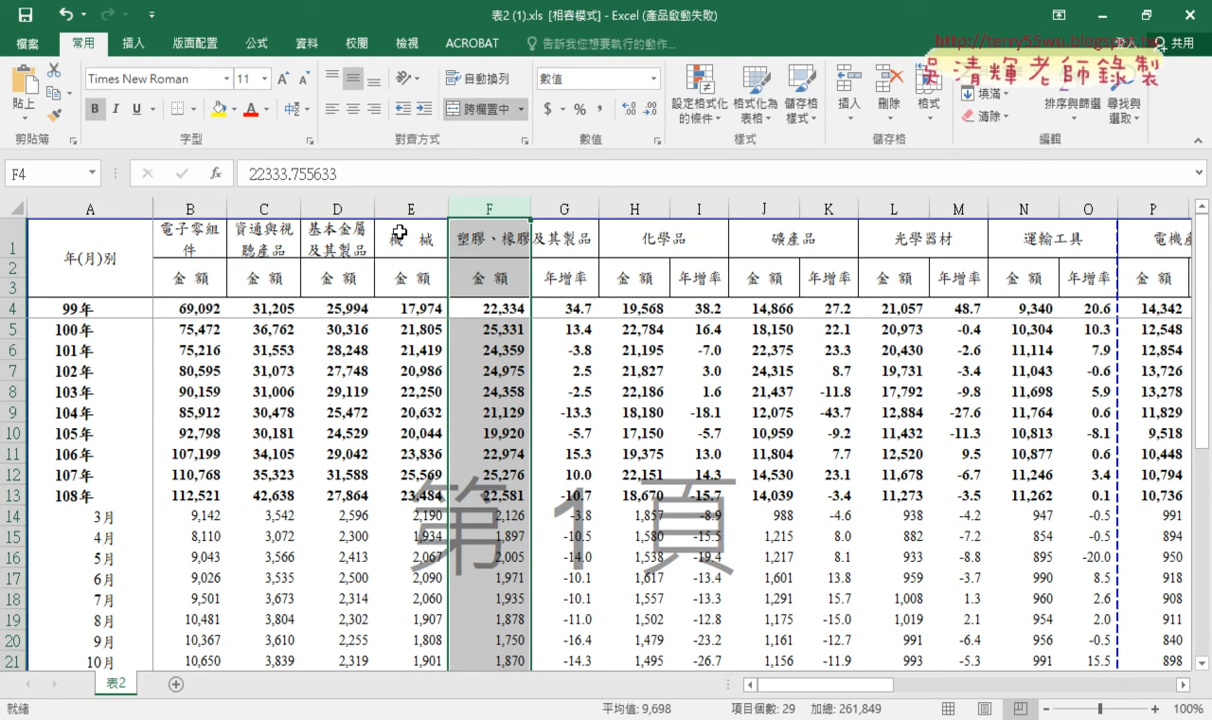 表2 (1).xls [相容模式] - Excel (產品啟動失敗)
檔案 常用 插入 版面配置 公式 資料 校閱 檢視 ACROBAT 告訴我您想要執行的動作... 登入 共用
http://terry55wu.blogspot.tw
吳清輝老師錄製
貼上 Times New Roman 11 自動換列 數值 設定格式化的條件 格式化為表格 儲存格樣式 插入 刪除 格式 填滿 排序與篩選 尋找與選取
B I U 跨欄置中 $ % , 清除
剪貼簿 字型 對齊方式 數值 樣式 儲存格 編輯
F4 fx 22333.755633
A B C D E F G H I J K L M N O P
1 年(月)別 電子零組件 資通與視聽產品 基本金屬及其製品 機 械 塑膠、橡膠及其製品 化學品 礦產品 光學器材 運輸工具 電機產
2
3 金 額 金 額 金 額 金 額 金 額 年增率 金 額 年增率 金 額 年增率 金 額 年增率 金 額 年增率 金 額
4 99年 69,092 31,205 25,994 17,974 22,334 34.7 19,568 38.2 14,866 27.2 21,057 48.7 9,340 20.6 14,342
5 100年 75,472 36,762 30,316 21,805 25,331 13.4 22,784 16.4 18,150 22.1 20,973 -0.4 10,304 10.3 12,548
6 101年 75,216 31,553 28,248 21,419 24,359 -3.8 21,195 -7.0 22,375 23.3 20,430 -2.6 11,114 7.9 12,854
7 102年 80,595 31,073 27,748 20,986 24,975 2.5 21,827 3.0 24,315 8.7 19,731 -3.4 11,043 -0.6 13,726
8 103年 90,159 31,006 29,119 22,250 24,358 -2.5 22,186 1.6 21,437 -11.8 17,792 -9.8 11,698 5.9 13,278
9 104年 85,912 30,478 25,472 20,632 21,129 -13.3 18,180 -18.1 12,075 -43.7 12,884 -27.6 11,764 0.6 11,829
10 105年 92,798 30,181 24,529 20,044 19,920 -5.7 17,150 -5.7 10,959 -9.2 11,432 -11.3 10,813 -8.1 9,518
11 106年 107,199 34,105 29,042 23,836 22,974 15.3 19,375 13.0 11,804 7.7 12,520 9.5 10,877 0.6 10,448
12 107年 110,768 35,323 31,588 25,569 25,276 10.0 22,151 14.3 14,530 23.1 11,678 -6.7 11,246 3.4 10,794
13 108年 112,521 42,638 27,864 23,484 22,581 -10.7 18,670 -15.7 14,039 -3.4 11,273 -3.5 11,262 0.1 10,736
14 3月 9,142 3,542 2,596 2,190 2,126 -3.8 1,857 -8.9 988 -4.6 938 -4.2 947 -0.5 991
15 4月 8,110 3,072 2,300 1,934 1,897 -10.5 1,580 -15.5 1,215 8.0 882 -7.2 854 -0.5 894
16 5月 9,043 3,566 2,413 2,067 2,005 -14.0 1,538 -19.4 1,217 8.1 933 -8.8 895 -20.0 950
17 6月 9,026 3,535 2,500 2,090 1,971 -10.1 1,617 -13.4 1,601 13.8 959 -3.7 990 8.5 918
18 7月 9,501 3,673 2,314 2,060 1,935 -10.1 1,557 -13.3 1,291 15.7 1,008 1.3 960 2.6 908
19 8月 10,481 3,804 2,302 1,907 1,878 -11.0 1,502 -12.8 1,175 -15.0 1,019 2.1 954 2.0 911
20 9月 10,367 3,610 2,255 1,808 1,750 -16.4 1,479 -23.2 1,161 -12.7 991 -6.4 956 -0.5 840
21 10月 10,650 3,839 2,319 1,901 1,870 -14.3 1,495 -26.7 1,156 -11.9 993 -5.3 991 15.5 898
第 1 頁
表2
就緒 平均值: 9,698 項目個數: 29 加總: 261,849 100%